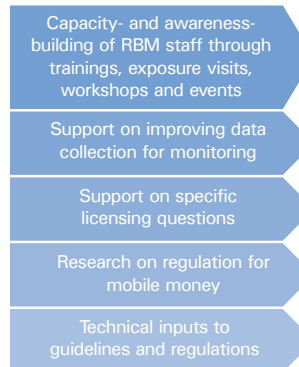 Capacity- and awareness-
building of RBM staff through
trainings, exposure visits,
workshops and events
Support on improving data
collection for monitoring
Support on specific
licensing questions
Research on regulation for
mobile money
Technical inputs to
guidelines and regulations